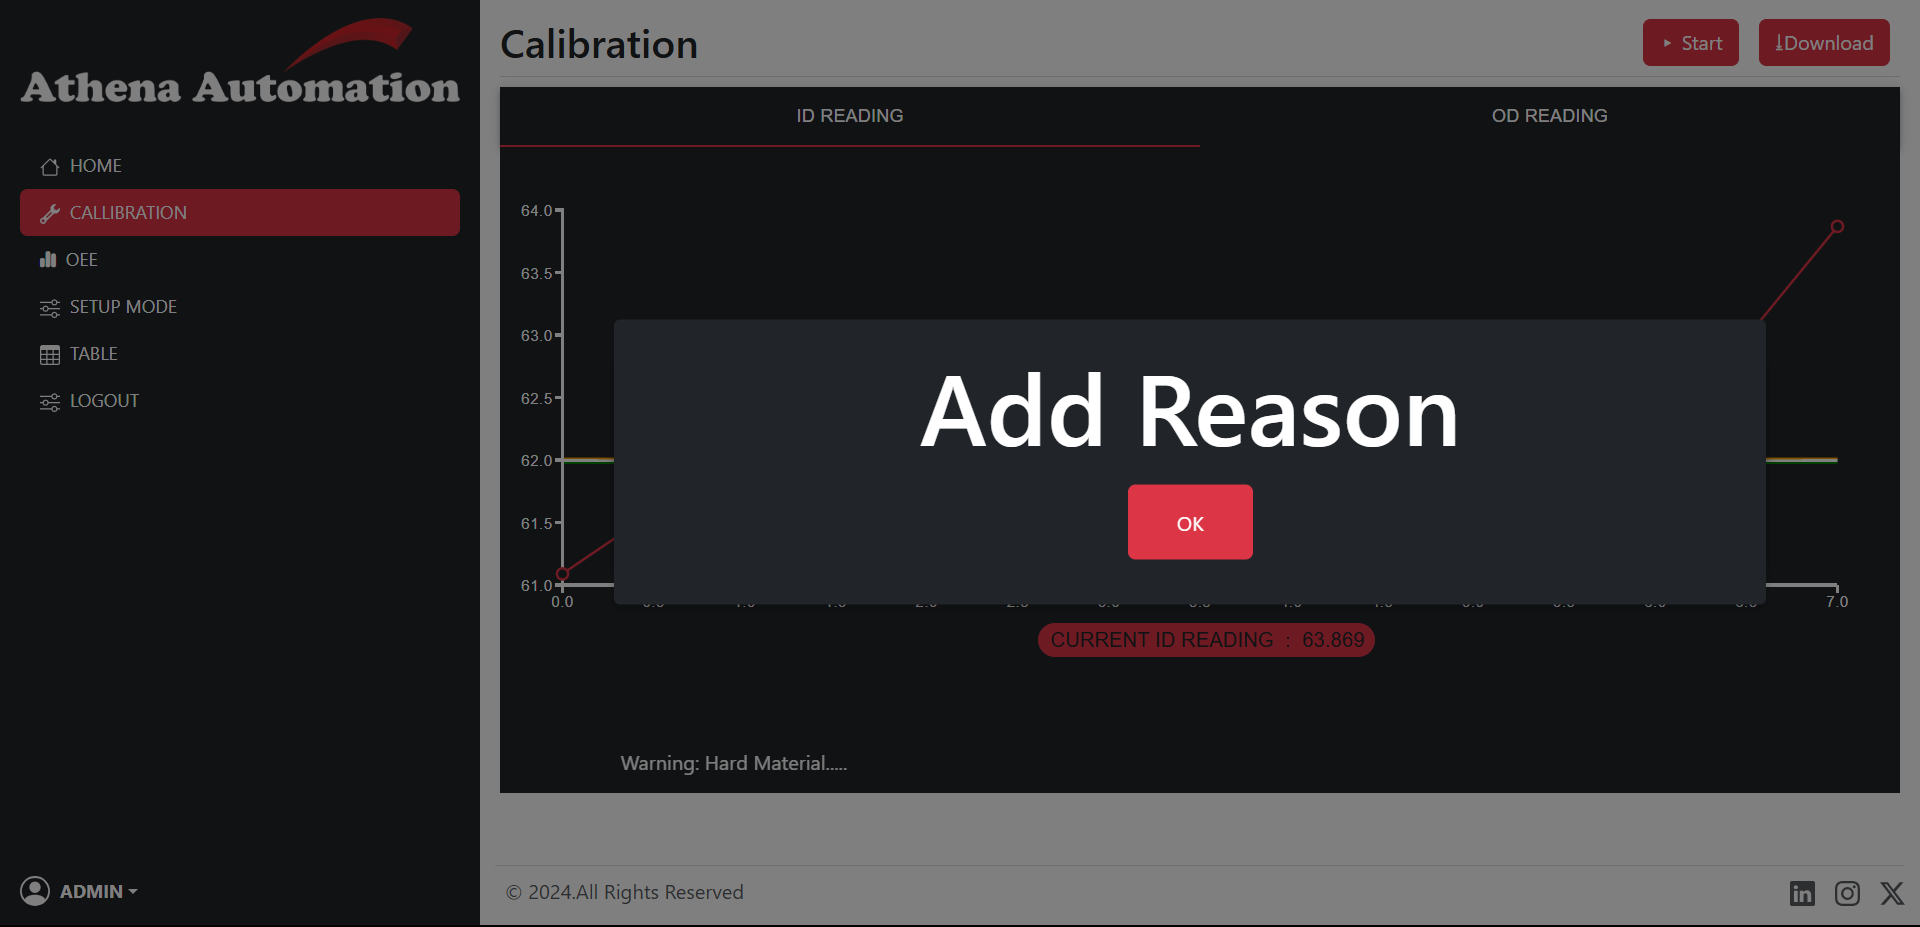 Athena Automation
HOME
CALLIBRATION
OEE
SETUP MODE
TABLE
LOGOUT
ADMIN
Calibration
Start
Download
ID READING
OD READING
64.0
63.5
63.0
62.5
62.0
61.5
61.0
0.0
7.0
Add Reason
OK
CURRENT ID READING : 63.869
Warning: Hard Material.....
© 2024.All Rights Reserved